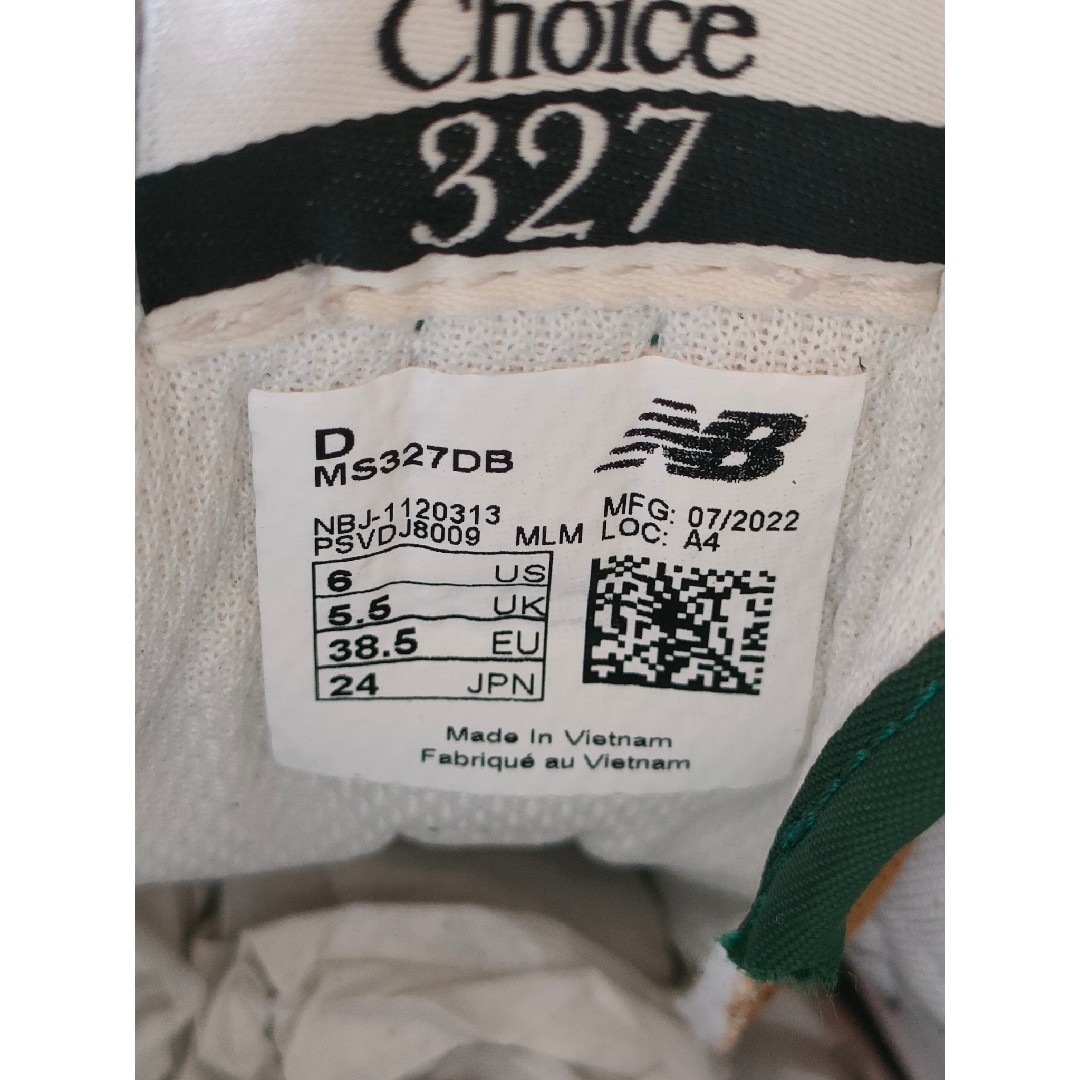 Choice
327
D
MS327DB
NB
NBJ-1120313
PSVDJ8009 MLM
MFG: 07/2022
LOC: A4
6 US
5.5 UK
38.5 EU
24 JPN
Made In Vietnam
Fabriqué au Vietnam